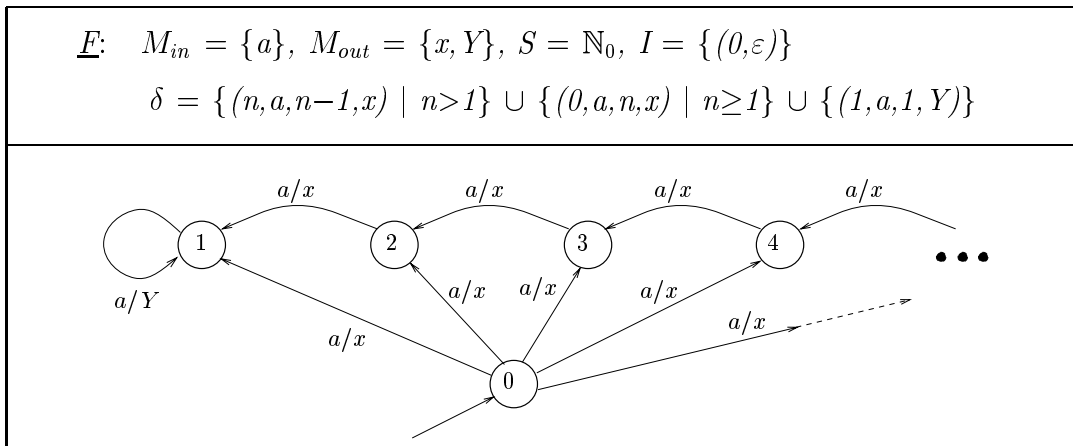 F: M_in = {a}, M_out = {x, Y}, S = ℕ₀, I = {(0,ε)}
δ = {(n,a,n−1,x) | n>1} ∪ {(0,a,n,x) | n≥1} ∪ {(1,a,1,Y)}
a/x a/x a/x a/x
1 2 3 4 •••
a/Y a/x a/x a/x a/x a/x
0